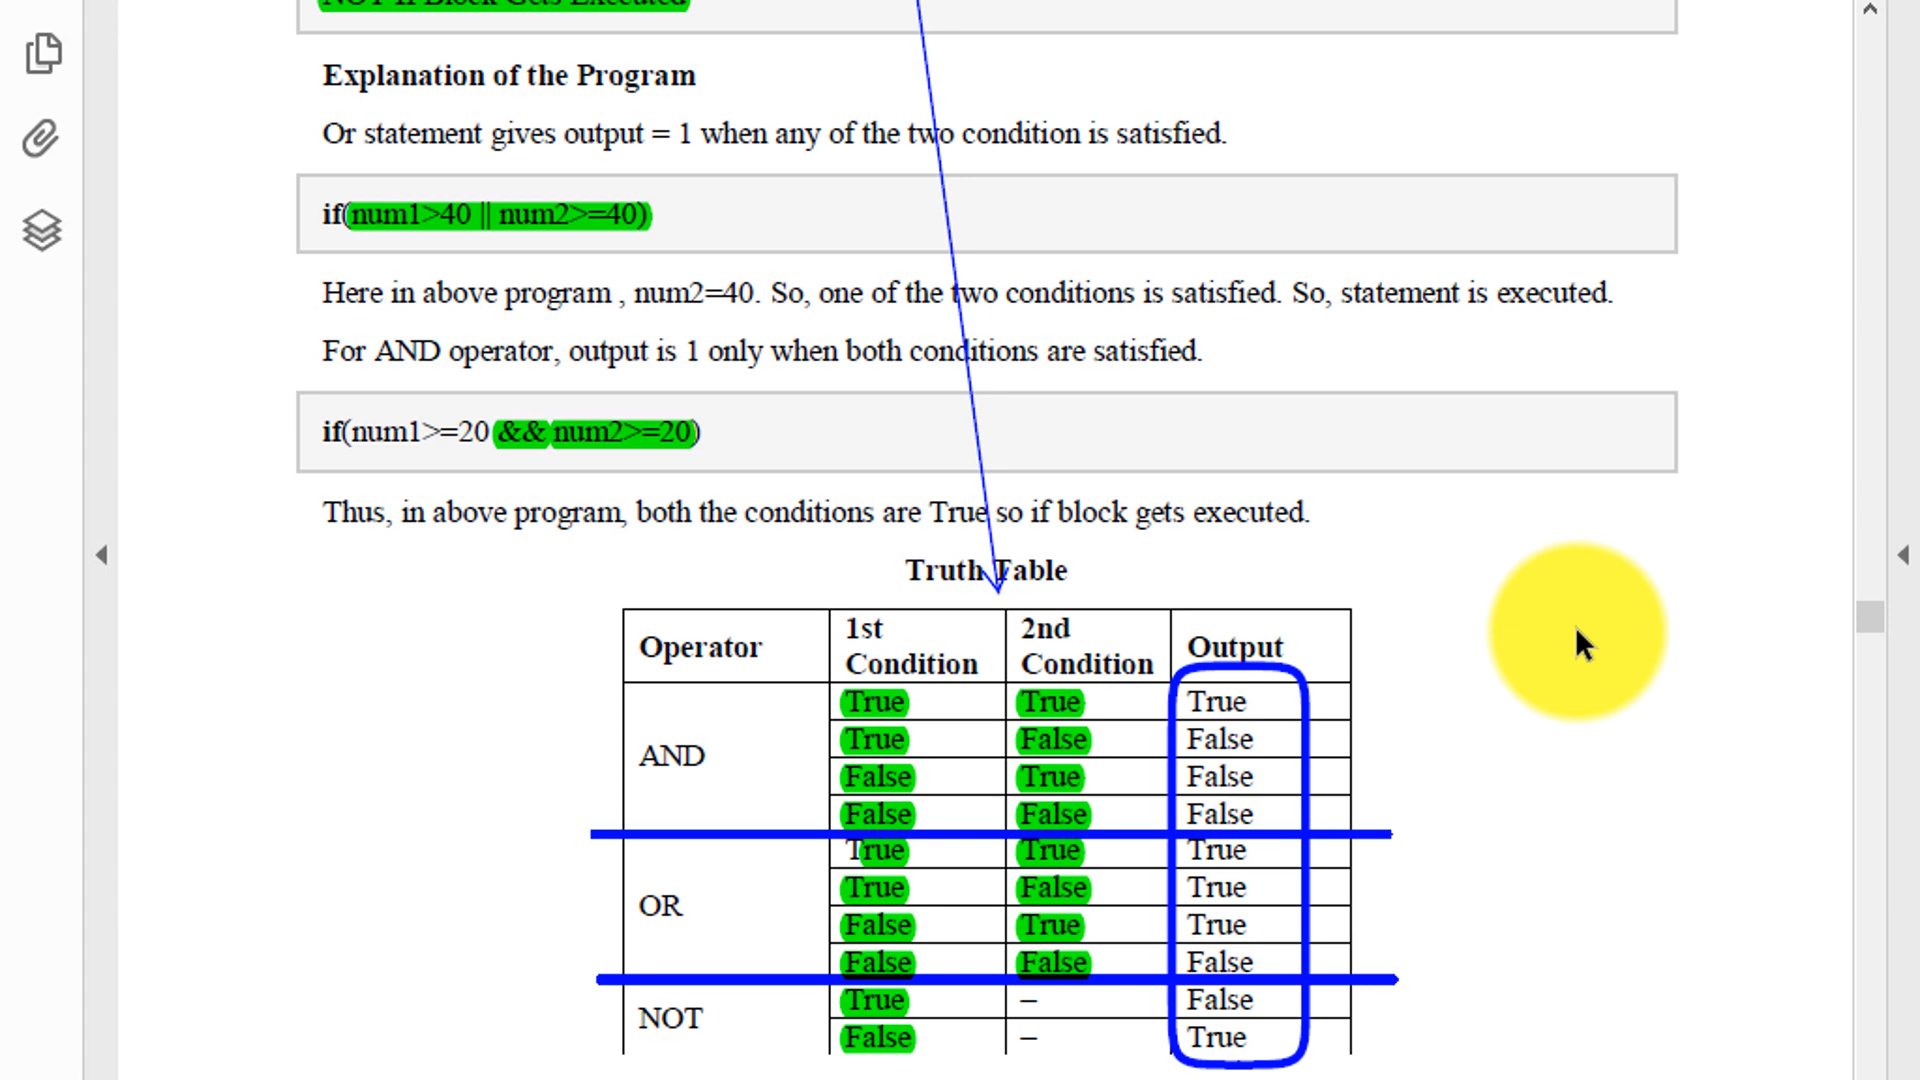 NOT If Block Gets Executed
Explanation of the Program
Or statement gives output = 1 when any of the two condition is satisfied.
if(num1>40 || num2>=40)
Here in above program , num2=40. So, one of the two conditions is satisfied. So, statement is executed.
For AND operator, output is 1 only when both conditions are satisfied.
if(num1>=20 && num2>=20)
Thus, in above program, both the conditions are True so if block gets executed.
Truth Table
Operator 1st Condition 2nd Condition Output
AND True True True
True False False
False True False
False False False
OR True True True
True False True
False True True
False False False
NOT True – False
False – True